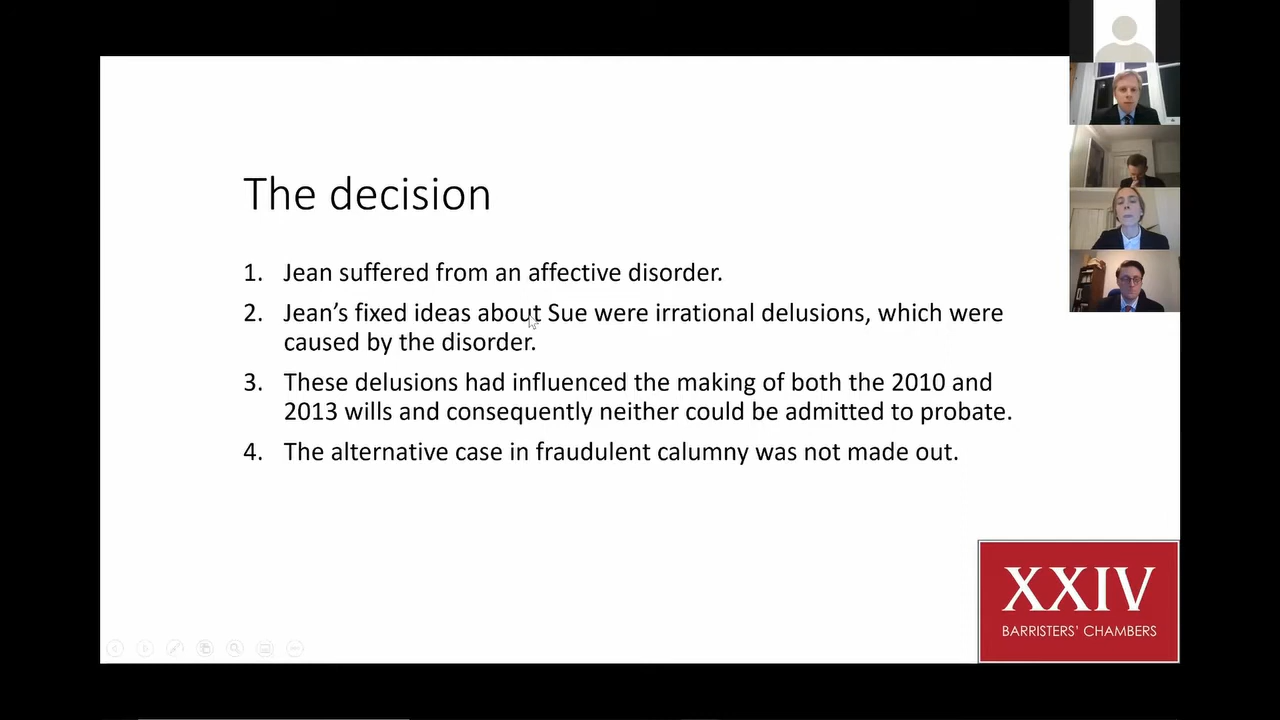 The decision
1. Jean suffered from an affective disorder.
2. Jean’s fixed ideas about Sue were irrational delusions, which were
caused by the disorder.
3. These delusions had influenced the making of both the 2010 and
2013 wills and consequently neither could be admitted to probate.
4. The alternative case in fraudulent calumny was not made out.
XXIV
BARRISTERS’ CHAMBERS